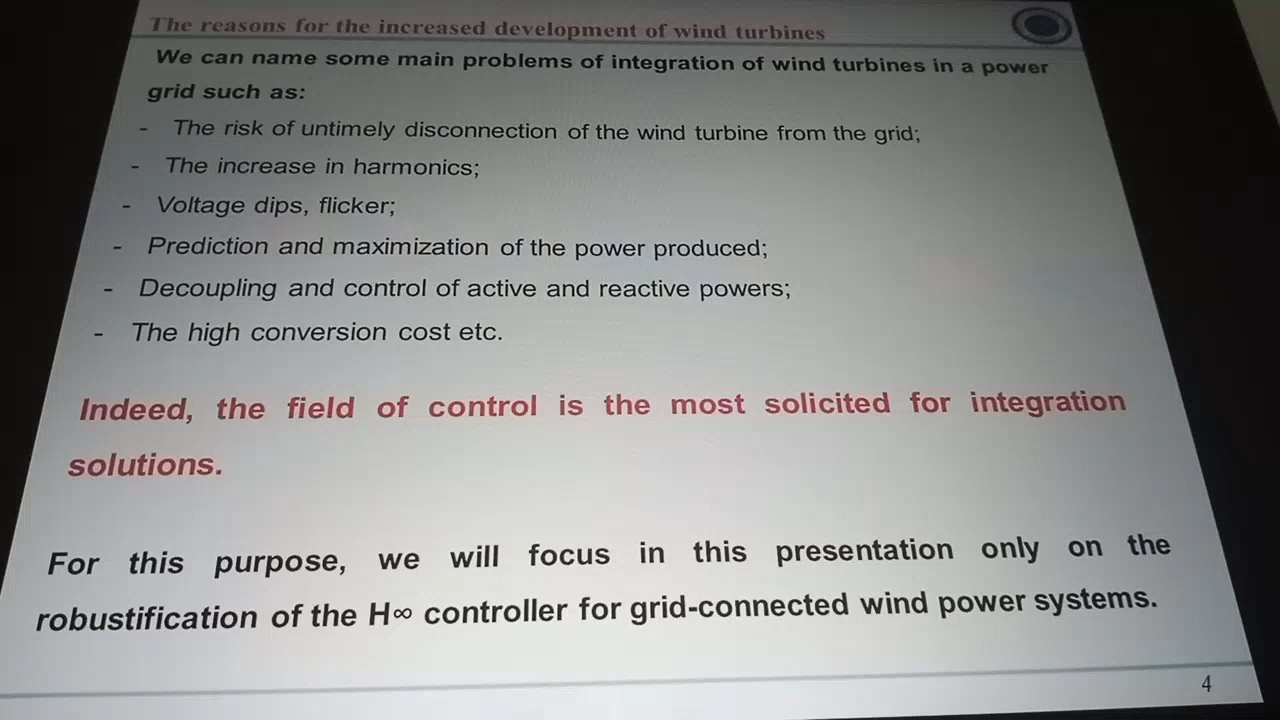 The reasons for the increased development of wind turbines
We can name some main problems of integration of wind turbines in a power
grid such as:
- The risk of untimely disconnection of the wind turbine from the grid;
- The increase in harmonics;
- Voltage dips, flicker;
- Prediction and maximization of the power produced;
- Decoupling and control of active and reactive powers;
- The high conversion cost etc.
Indeed, the field of control is the most solicited for integration
solutions.
For this purpose, we will focus in this presentation only on the
robustification of the H∞ controller for grid-connected wind power systems.
4